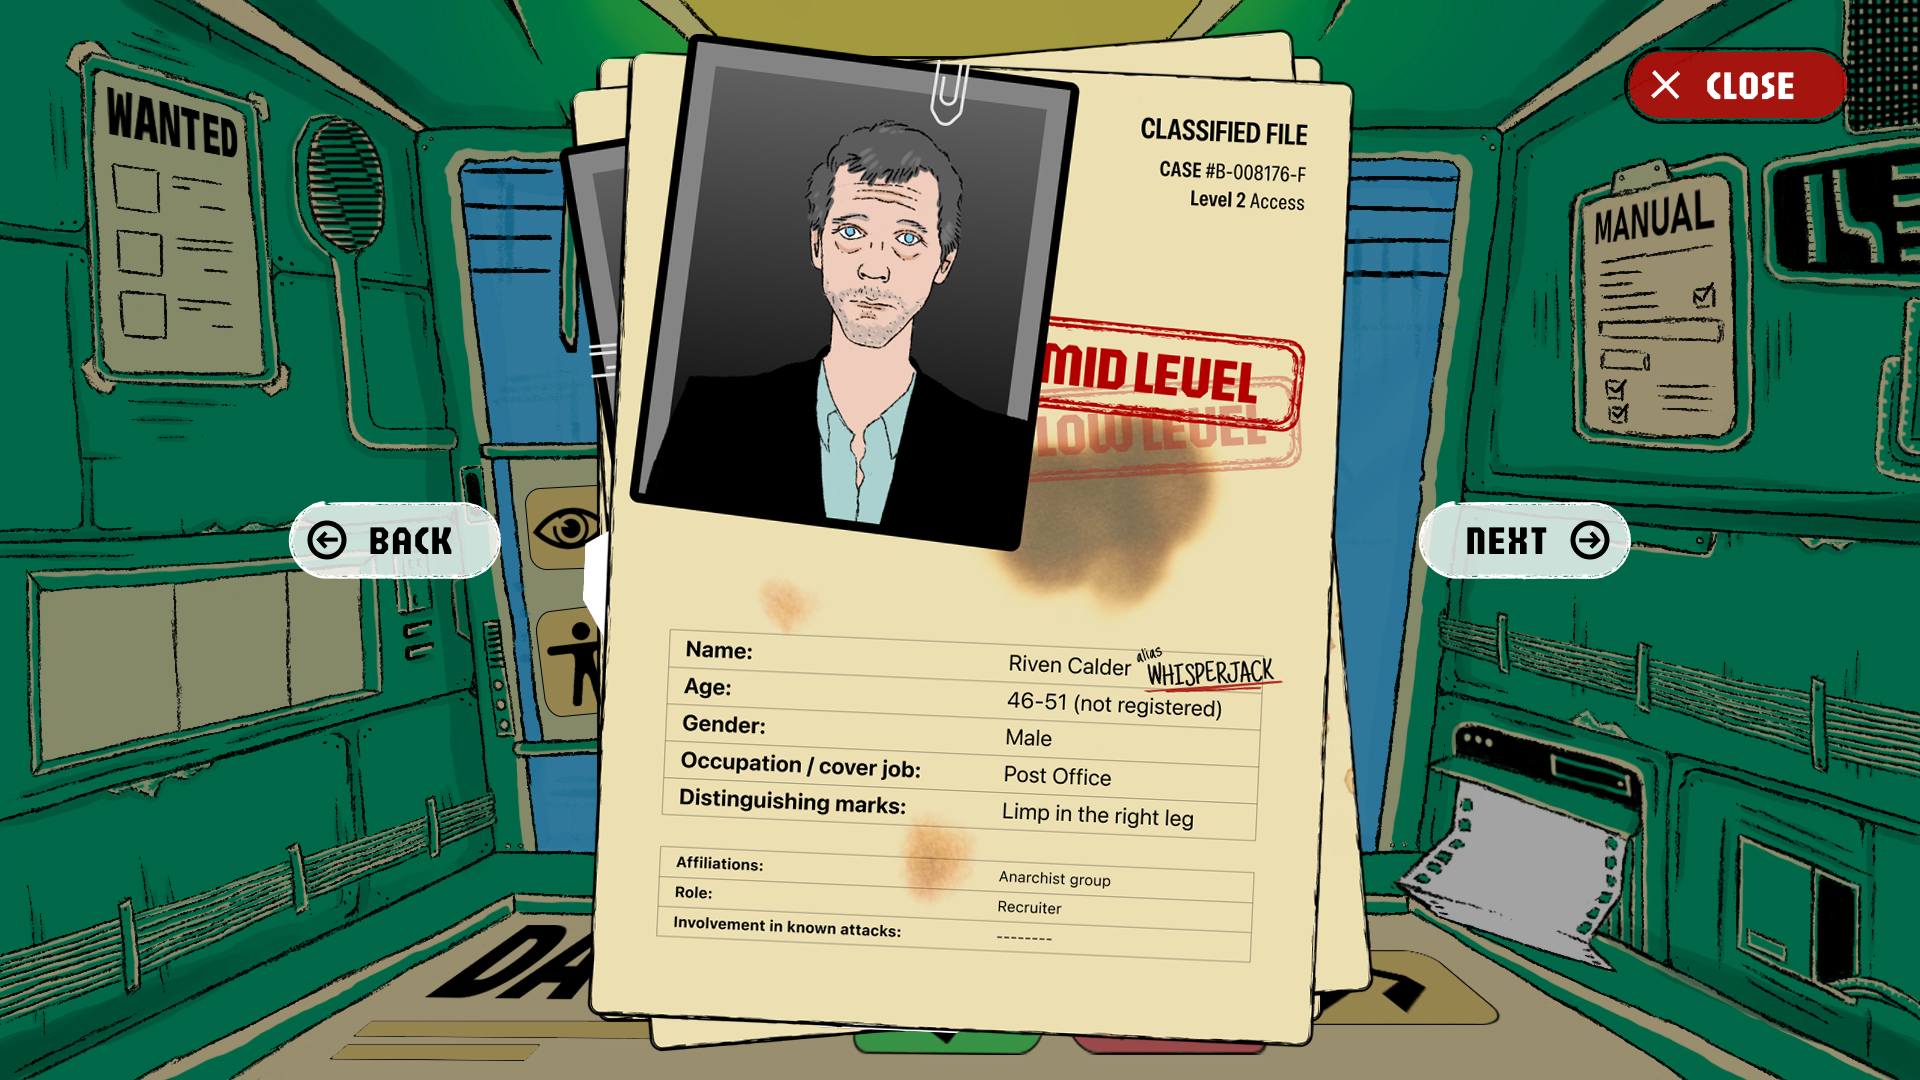 WANTED
CLOSE
CLASSIFIED FILE
CASE #B-008176-F
Level 2 Access
MANUAL
MID LEVEL
LOW LEVEL
BACK
NEXT
Name: Riven Calder alias WHISPERJACK
Age: 46-51 (not registered)
Gender: Male
Occupation / cover job: Post Office
Distinguishing marks: Limp in the right leg
Affiliations: Anarchist group
Role: Recruiter
Involvement in known attacks: --------